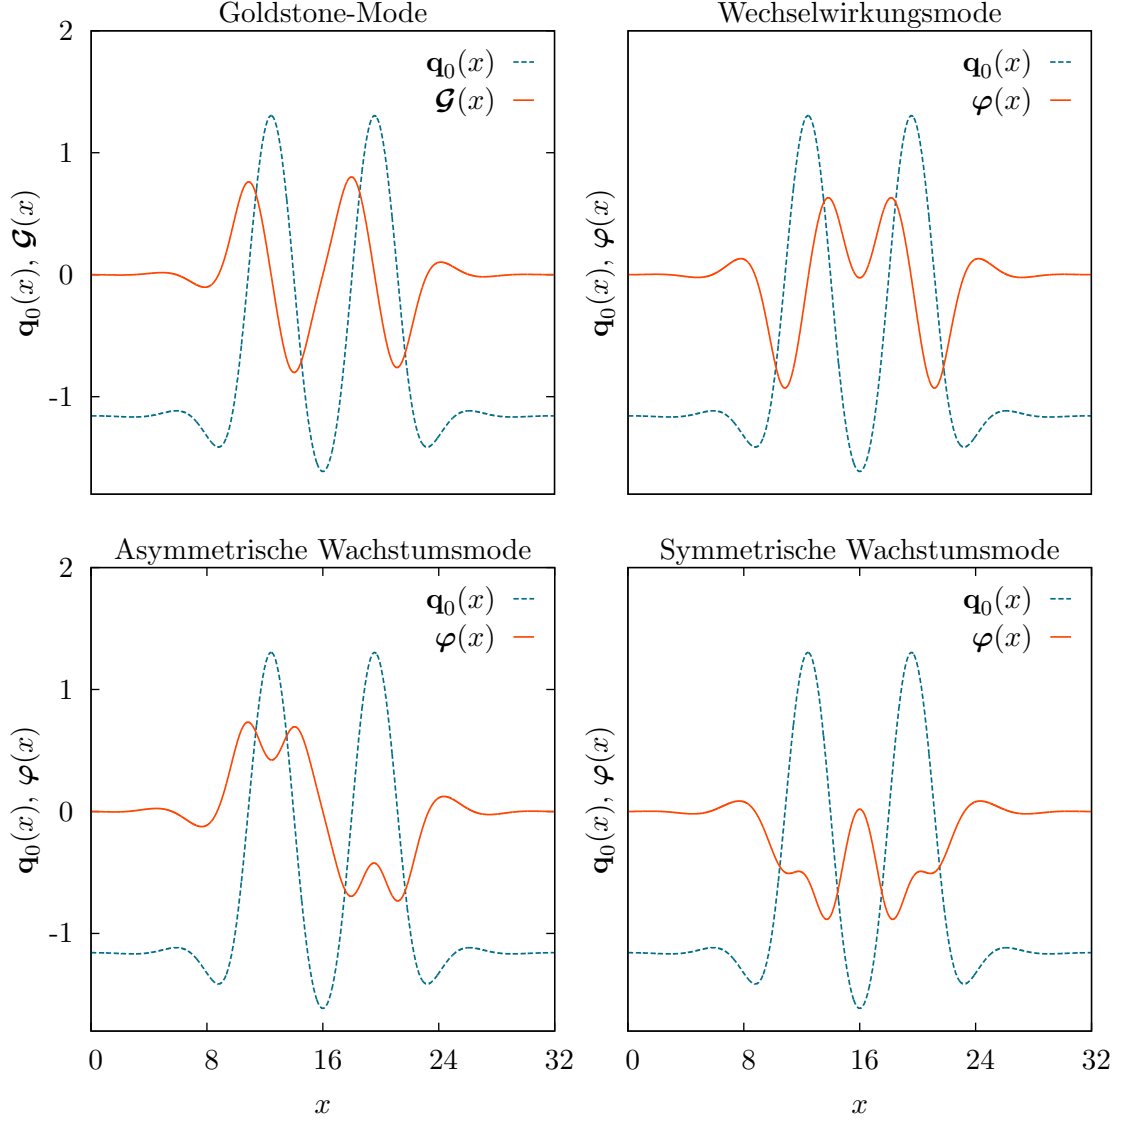 Goldstone-Mode
Wechselwirkungsmode
2
1
0
-1
q₀(x), 𝓖(x)
q₀(x)
𝓖(x)
q₀(x), φ(x)
q₀(x)
φ(x)
Asymmetrische Wachstumsmode
Symmetrische Wachstumsmode
2
1
0
-1
q₀(x), φ(x)
q₀(x)
φ(x)
q₀(x), φ(x)
q₀(x)
φ(x)
0 8 16 24 32
0 8 16 24 32
x
x